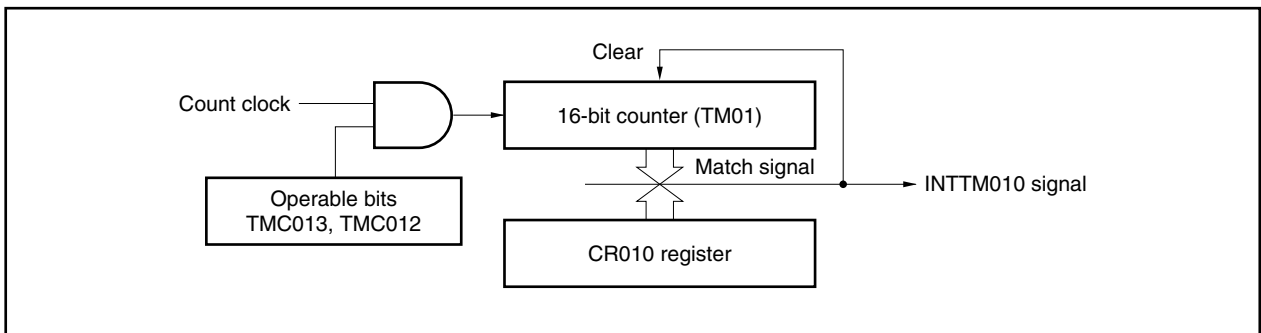 Clear
Count clock
16-bit counter (TM01)
Match signal
Operable bits
TMC013, TMC012
INTTM010 signal
CR010 register